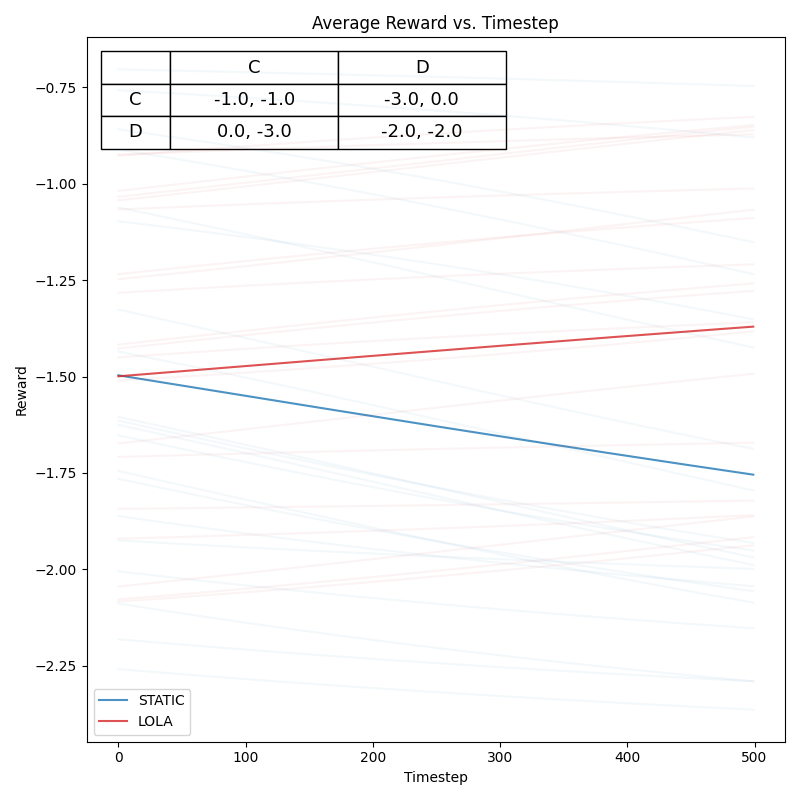 Average Reward vs. Timestep
C D
C -1.0, -1.0 -3.0, 0.0
D 0.0, -3.0 -2.0, -2.0
Reward
−0.75
−1.00
−1.25
−1.50
−1.75
−2.00
−2.25
STATIC
LOLA
0 100 200 300 400 500
Timestep